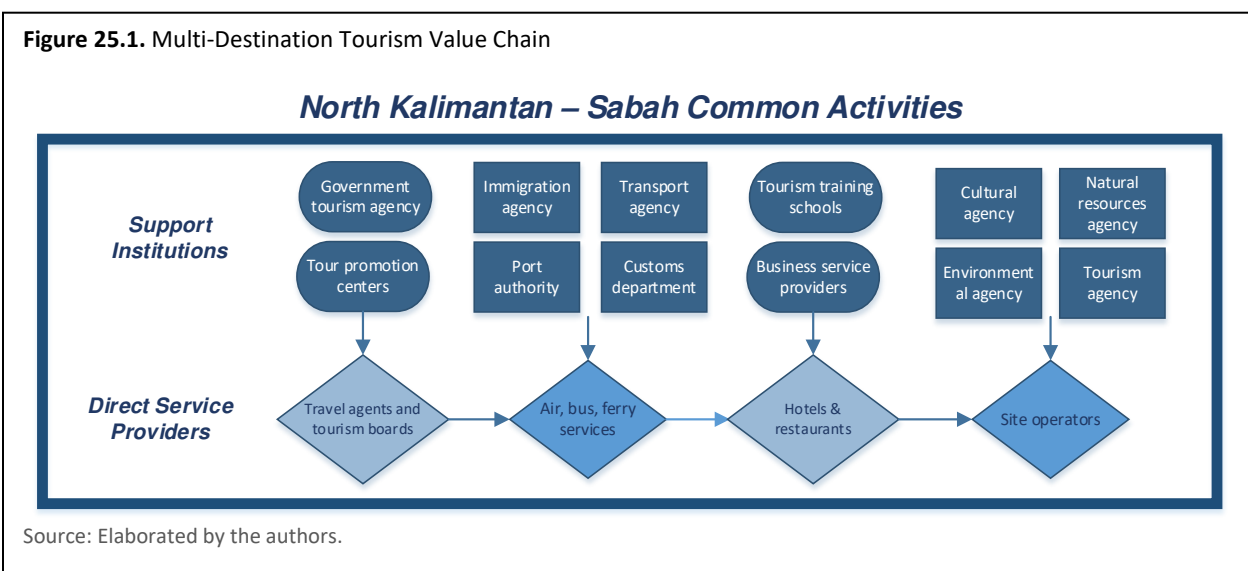 Figure 25.1. Multi-Destination Tourism Value Chain
North Kalimantan – Sabah Common Activities
Support
Institutions
Government
tourism agency
Immigration
agency
Transport
agency
Tourism training
schools
Cultural
agency
Natural
resources
agency
Tour promotion
centers
Port
authority
Customs
department
Business service
providers
Environment
al agency
Tourism
agency
Direct Service
Providers
Travel agents and
tourism boards
Air, bus, ferry
services
Hotels &
restaurants
Site operators
Source: Elaborated by the authors.